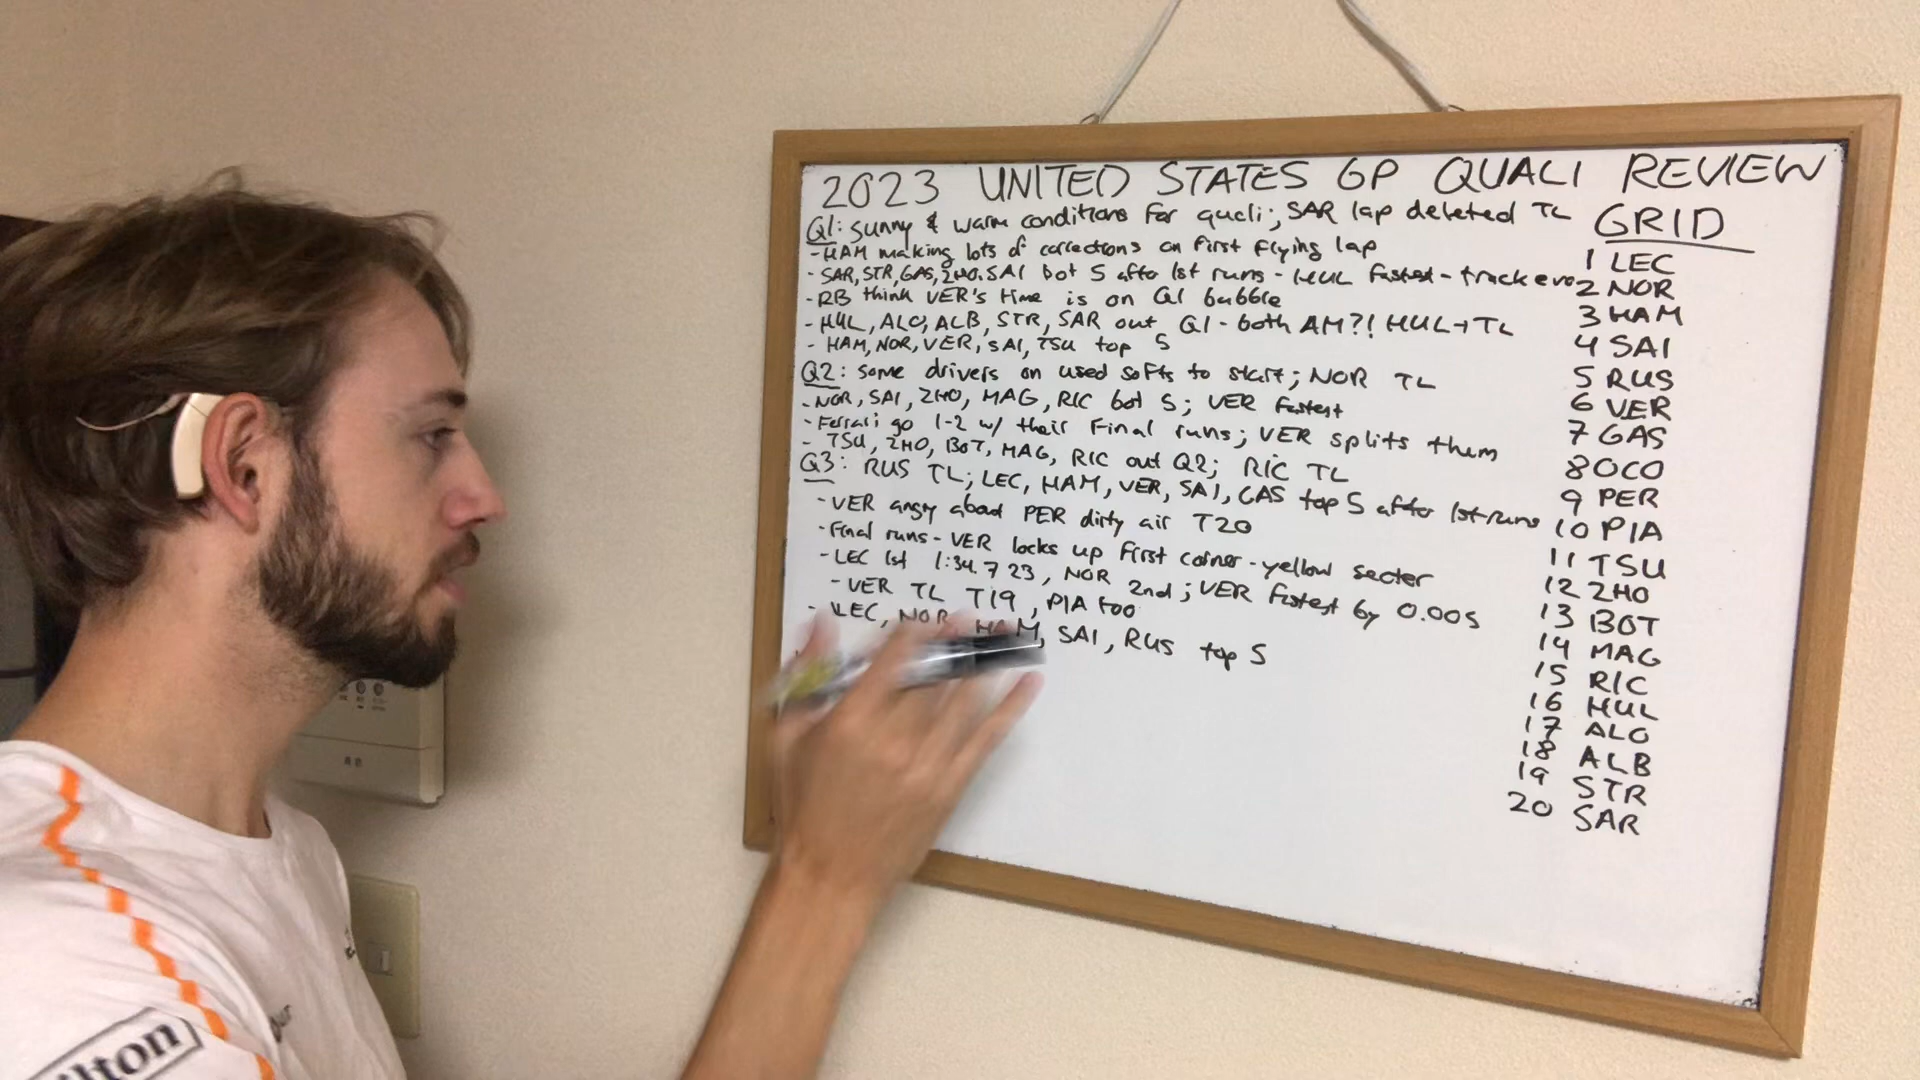 2023 UNITED STATES GP QUALI REVIEW
Q1: sunny & warm conditions for quali; SAR lap deleted TL
- HAM making lots of corrections on first flying lap
- SAR, STR, GAS, ZHO, SAI bot 5 after 1st runs - HUL fastest - track evo
- RB think VER's time is on Q1 bubble
- HUL, ALO, ALB, STR, SAR out Q1 - both AM?! HUL + TL
- HAM, NOR, VER, SAI, TSU top 5
Q2: some drivers on used softs to start; NOR TL
- NOR, SAI, ZHO, MAG, RIC bot 5; VER fastest
- Ferrari go 1-2 w/ their final runs; VER splits them
- TSU, ZHO, BOT, MAG, RIC out Q2; RIC TL
Q3: RUS TL; LEC, HAM, VER, SAI, GAS top 5 after 1st runs
- VER angry about PER dirty air T20
- Final runs - VER locks up first corner - yellow sector
- LEC 1st 1:34.723, NOR 2nd; VER fastest by 0.005
- VER TL T19, PIA too
- LEC, NOR, HAM, SAI, RUS top 5
GRID
1 LEC
2 NOR
3 HAM
4 SAI
5 RUS
6 VER
7 GAS
8 OCO
9 PER
10 PIA
11 TSU
12 ZHO
13 BOT
14 MAG
15 RIC
16 HUL
17 ALO
18 ALB
19 STR
20 SAR